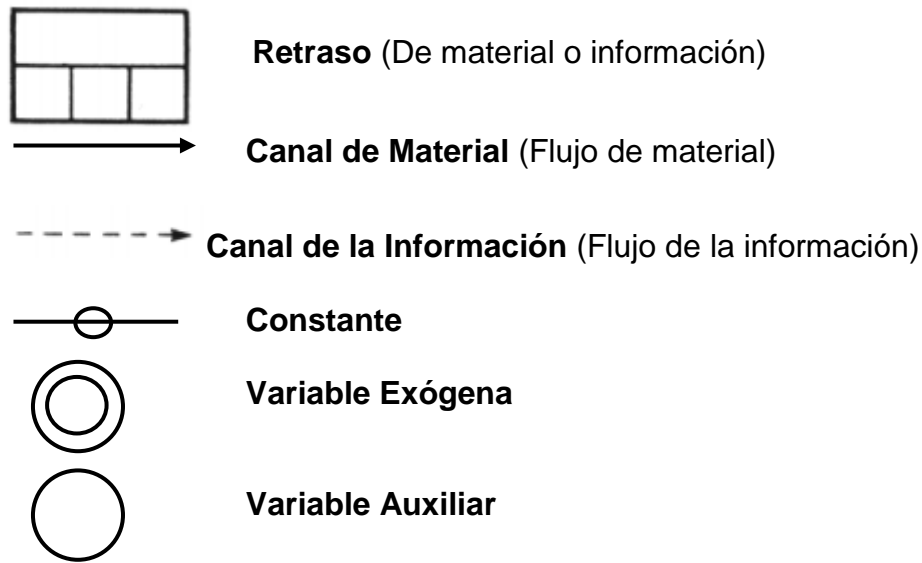 Retraso (De material o información)
Canal de Material (Flujo de material)
Canal de la Información (Flujo de la información)
Constante
Variable Exógena
Variable Auxiliar